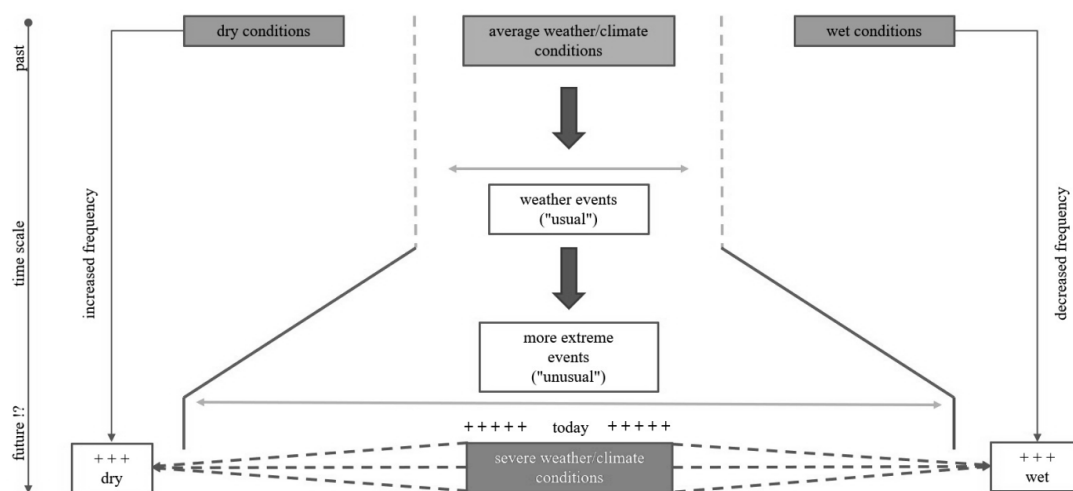 past
time scale
future !?
dry conditions
average weather/climate
conditions
wet conditions
increased frequency
decreased frequency
weather events
("usual")
more extreme
events
("unusual")
+ + + + + today + + + + +
severe weather/climate
conditions
+ + +
dry
+ + +
wet